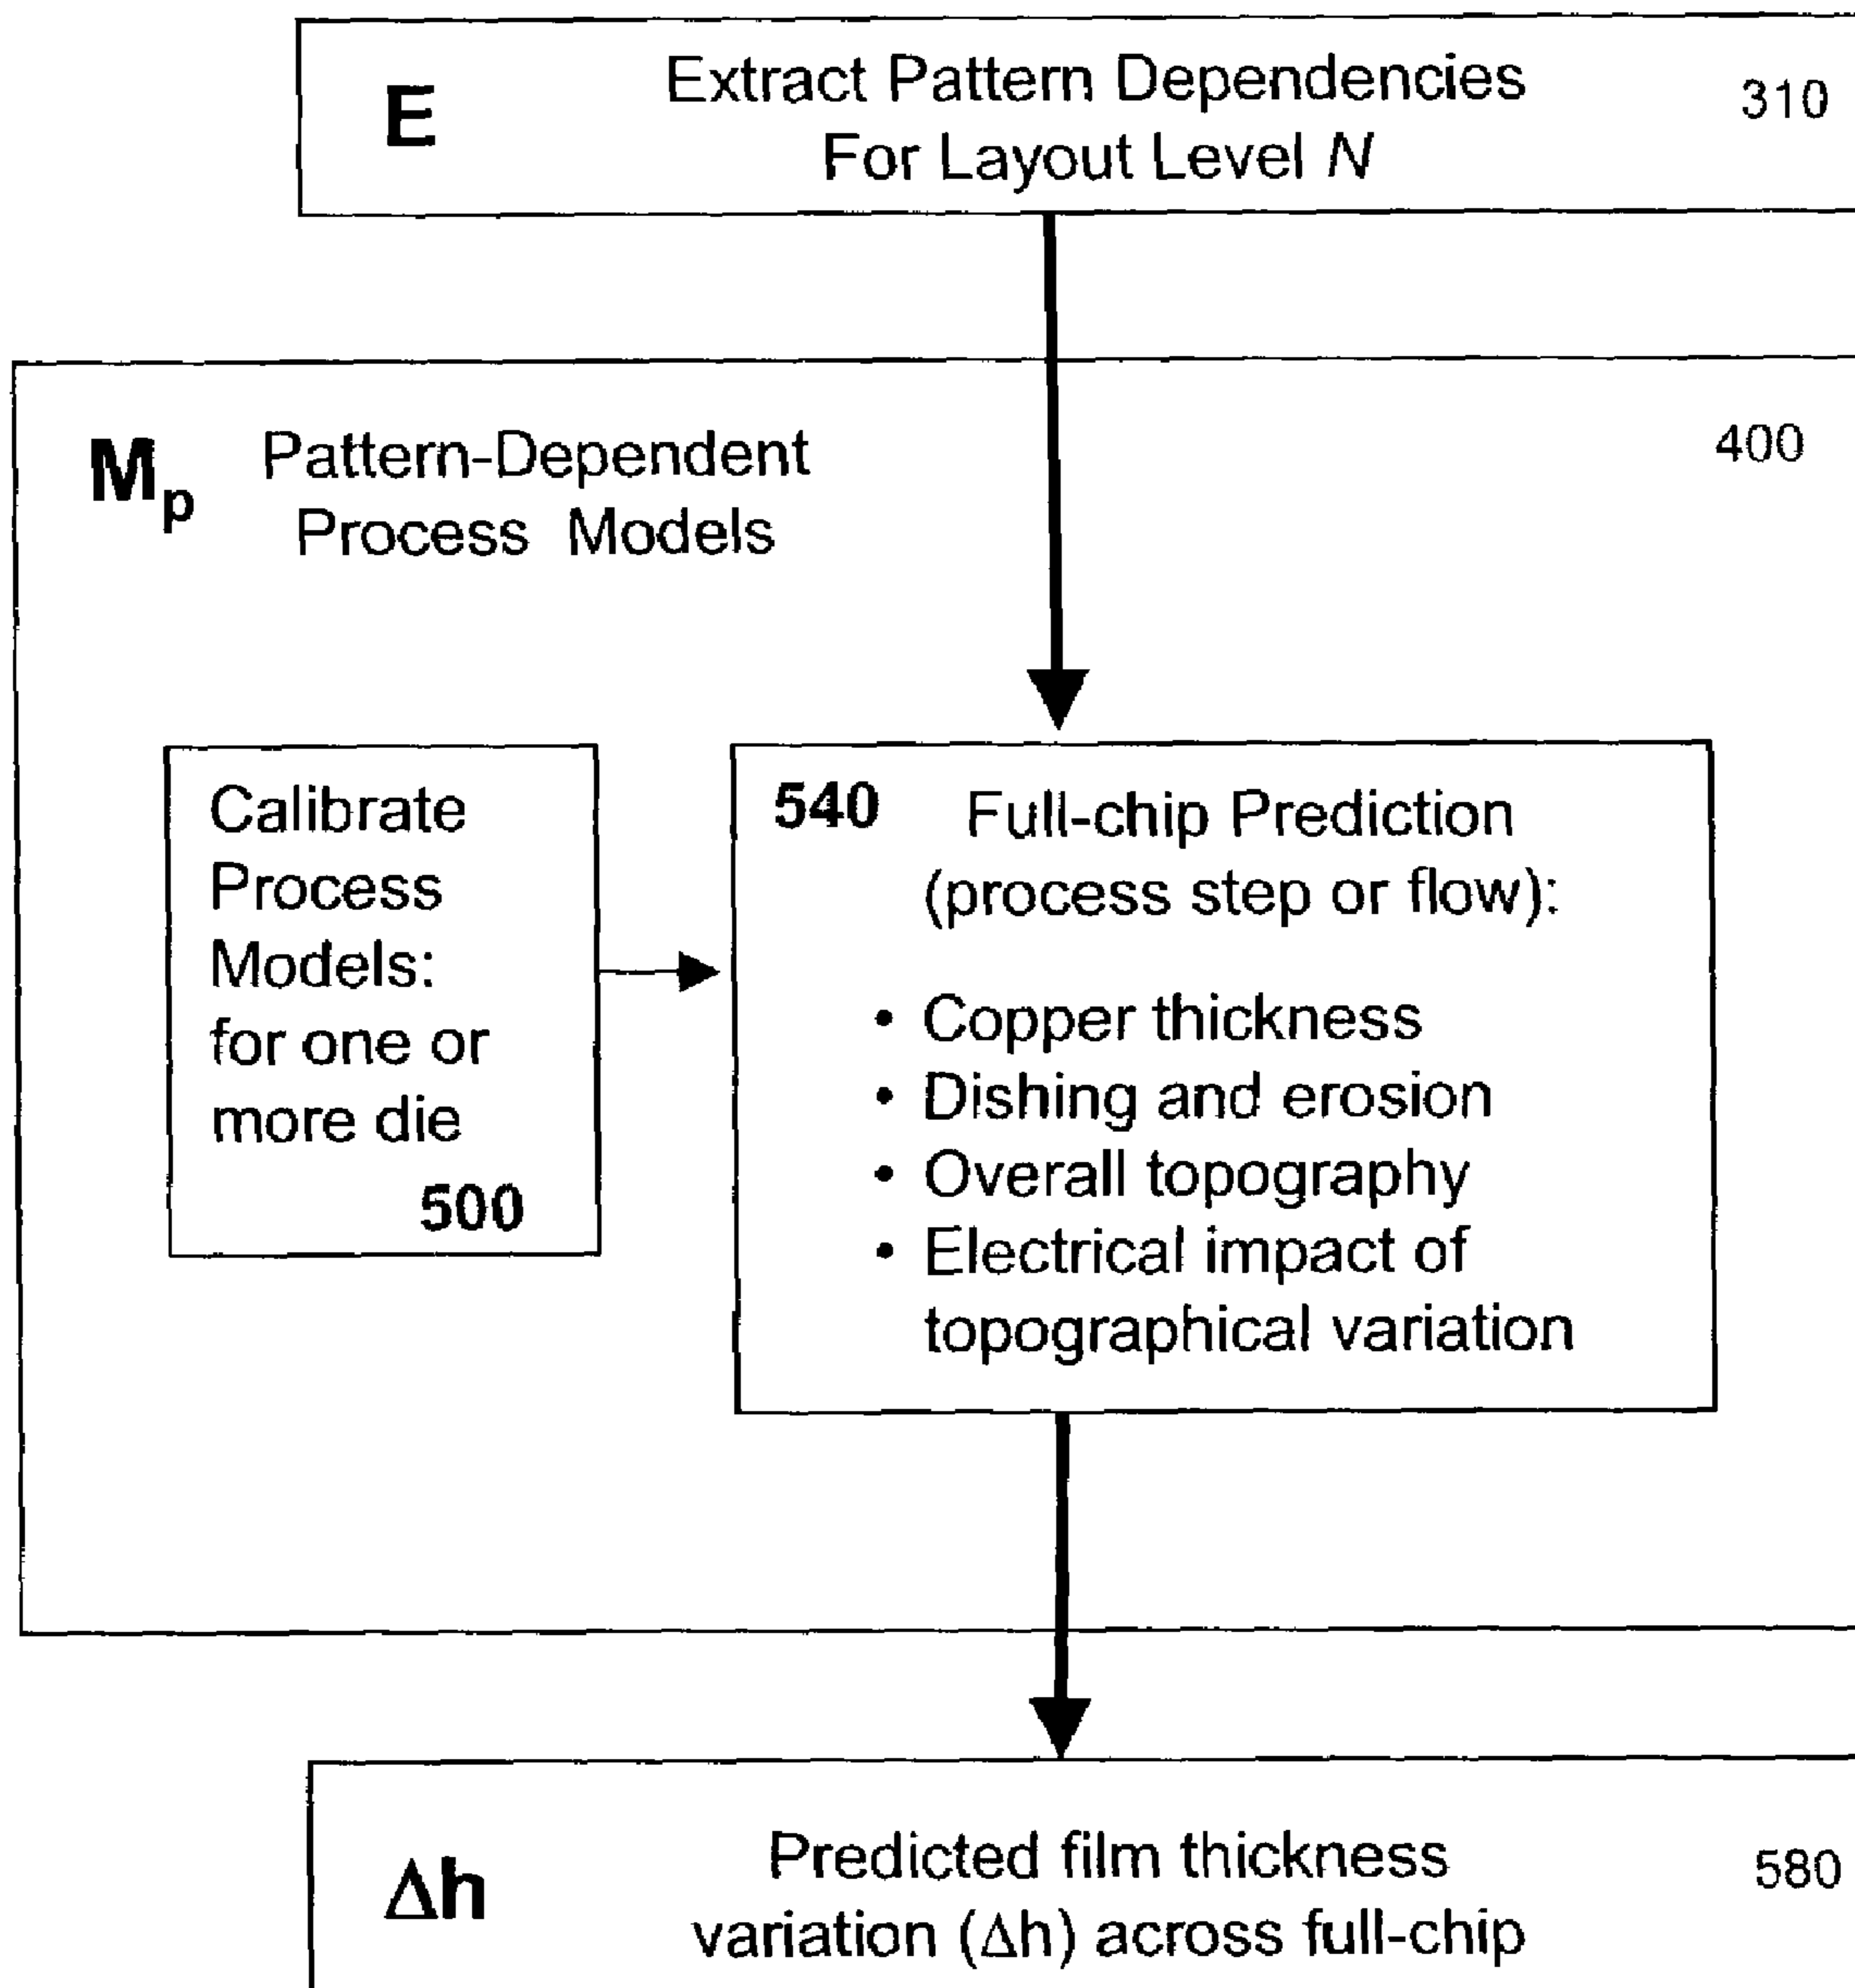 E
Extract Pattern Dependencies
For Layout Level N
310
Mp
Pattern-Dependent
Process Models
400
Calibrate
Process
Models:
for one or
more die
500
540
Full-chip Prediction
(process step or flow):
• Copper thickness
• Dishing and erosion
• Overall topography
• Electrical impact of
topographical variation
Δh
Predicted film thickness
variation (Δh) across full-chip
580